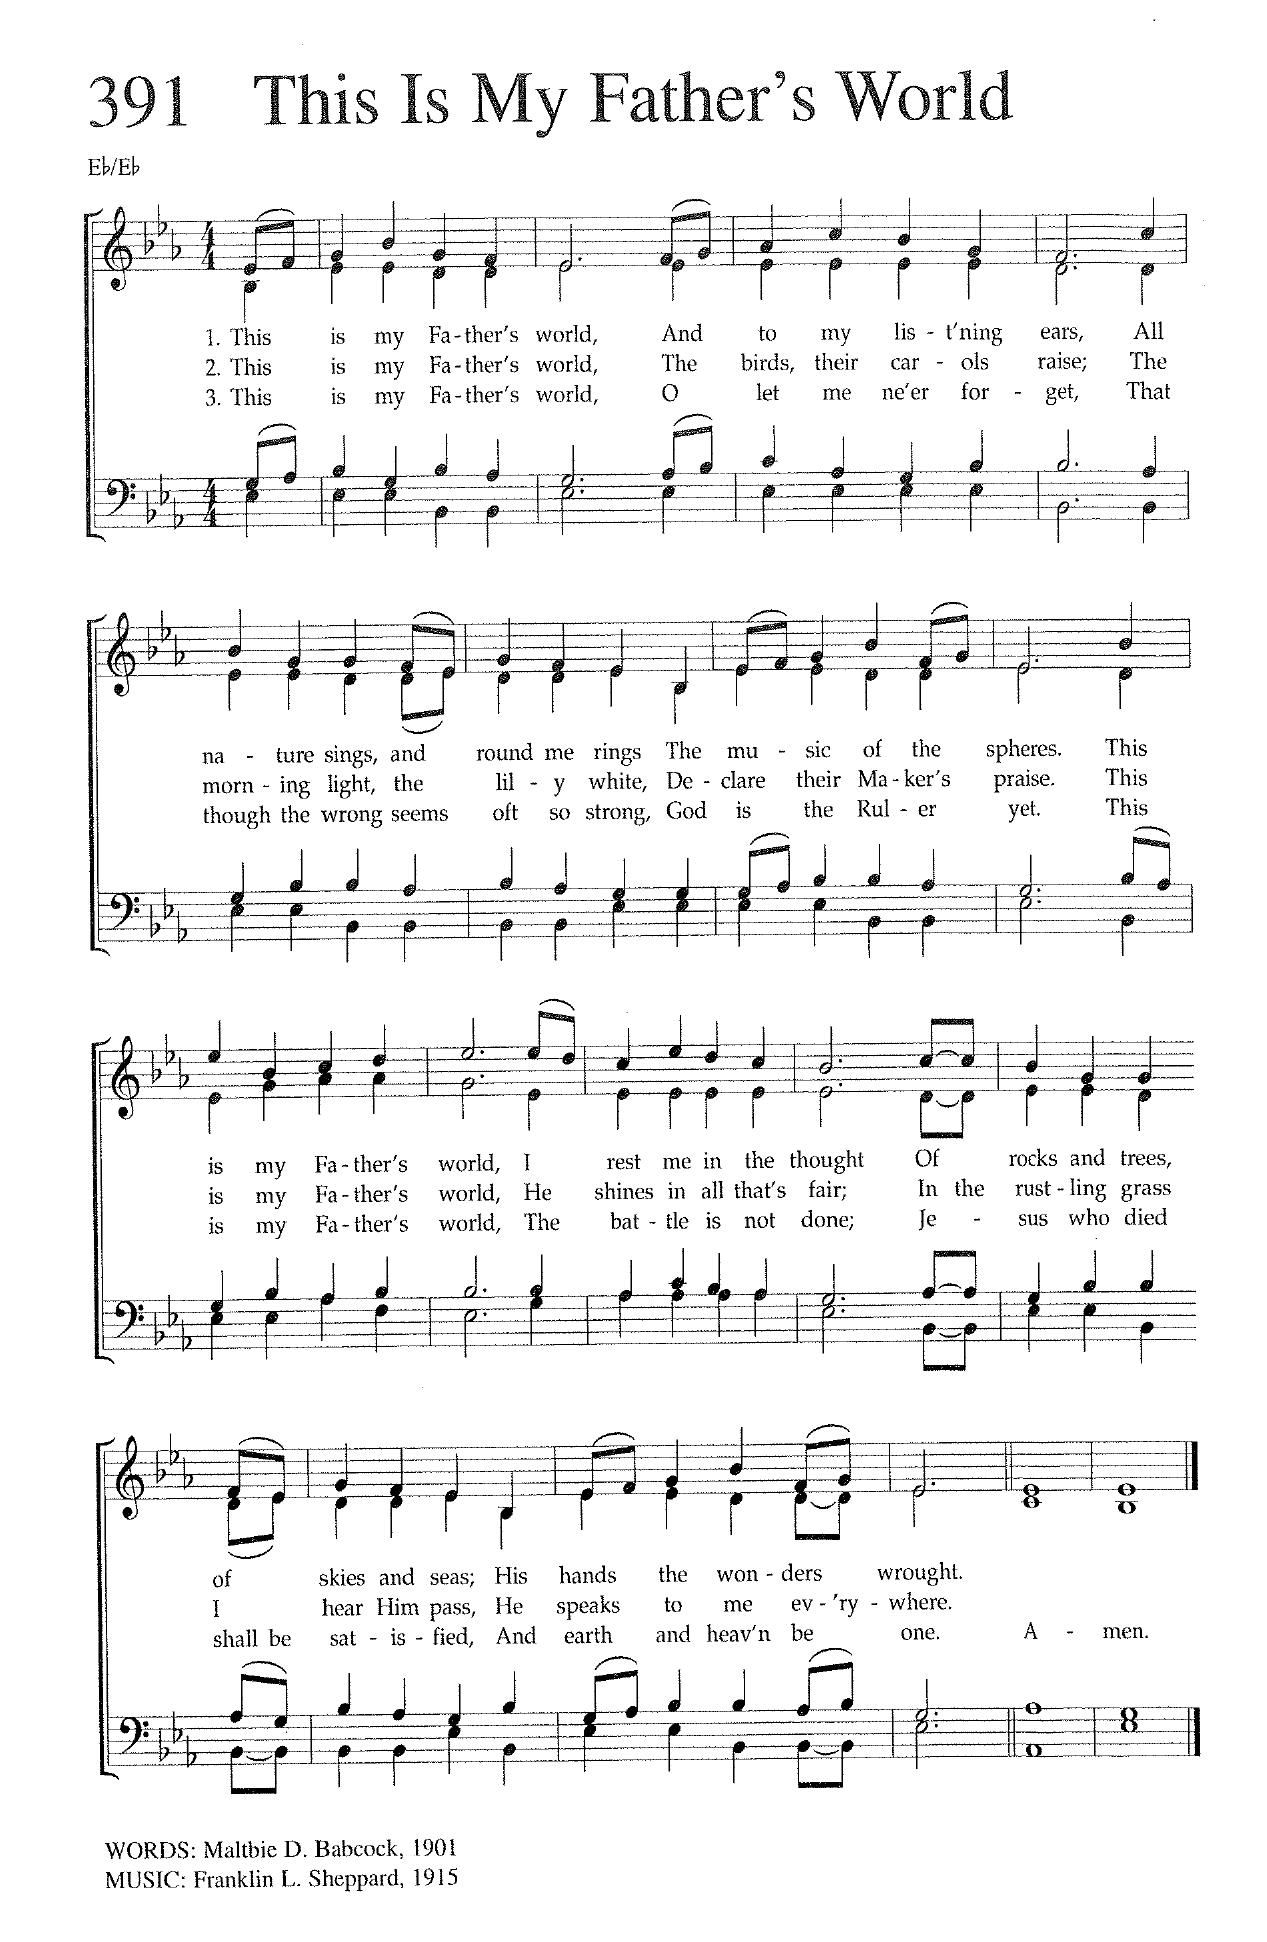 391 This Is My Father's World
E♭/E♭
1. This is my Fa-ther's world, And to my lis-t'ning ears, All
2. This is my Fa-ther's world, The birds, their car-ols raise; The
3. This is my Fa-ther's world, O let me ne'er for-get, That
na-ture sings, and round me rings The mu-sic of the spheres. This
morn-ing light, the lil-y white, De-clare their Ma-ker's praise. This
though the wrong seems oft so strong, God is the Rul-er yet. This
is my Fa-ther's world, I rest me in the thought Of rocks and trees,
is my Fa-ther's world, He shines in all that's fair; In the rust-ling grass
is my Fa-ther's world, The bat-tle is not done; Je-sus who died
of skies and seas; His hands the won-ders wrought.
I hear Him pass, He speaks to me ev-'ry-where.
shall be sat-is-fied, And earth and heav'n be one. A-men.
WORDS: Maltbie D. Babcock, 1901
MUSIC: Franklin L. Sheppard, 1915